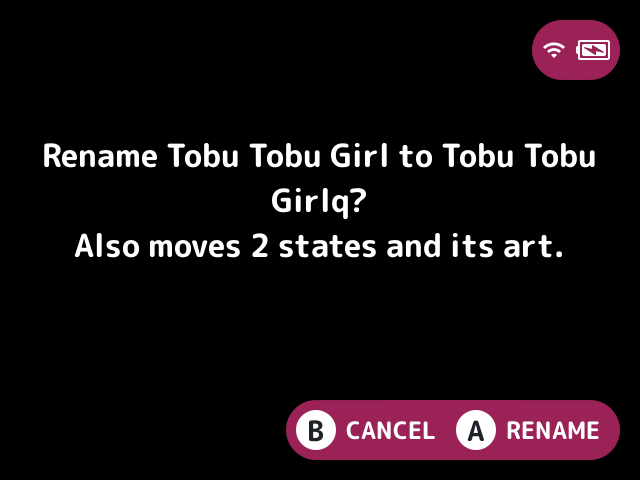 Rename Tobu Tobu Girl to Tobu Tobu
Girlq?
Also moves 2 states and its art.
B CANCEL A RENAME